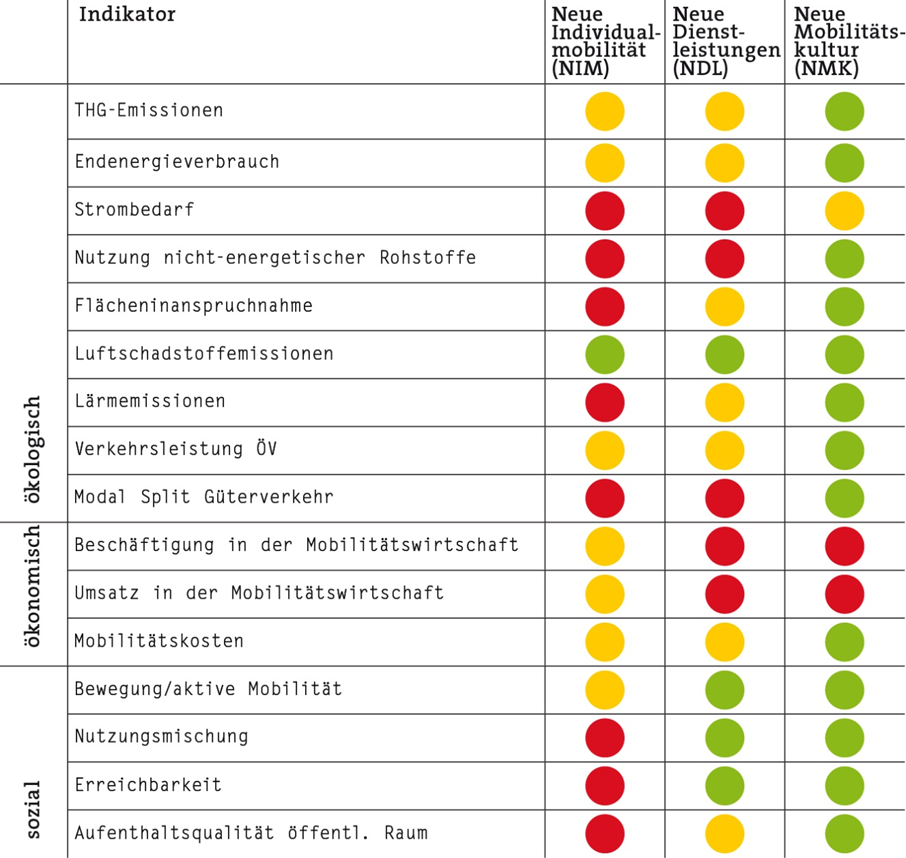 Indikator
Neue
Individual-
mobilität
(NIM)
Neue
Dienst-
leistungen
(NDL)
Neue
Mobilitäts-
kultur
(NMK)
ökologisch
THG-Emissionen
Endenergieverbrauch
Strombedarf
Nutzung nicht-energetischer Rohstoffe
Flächeninanspruchnahme
Luftschadstoffemissionen
Lärmemissionen
Verkehrsleistung ÖV
Modal Split Güterverkehr
ökonomisch
Beschäftigung in der Mobilitätswirtschaft
Umsatz in der Mobilitätswirtschaft
Mobilitätskosten
sozial
Bewegung/aktive Mobilität
Nutzungsmischung
Erreichbarkeit
Aufenthaltsqualität öffentl. Raum